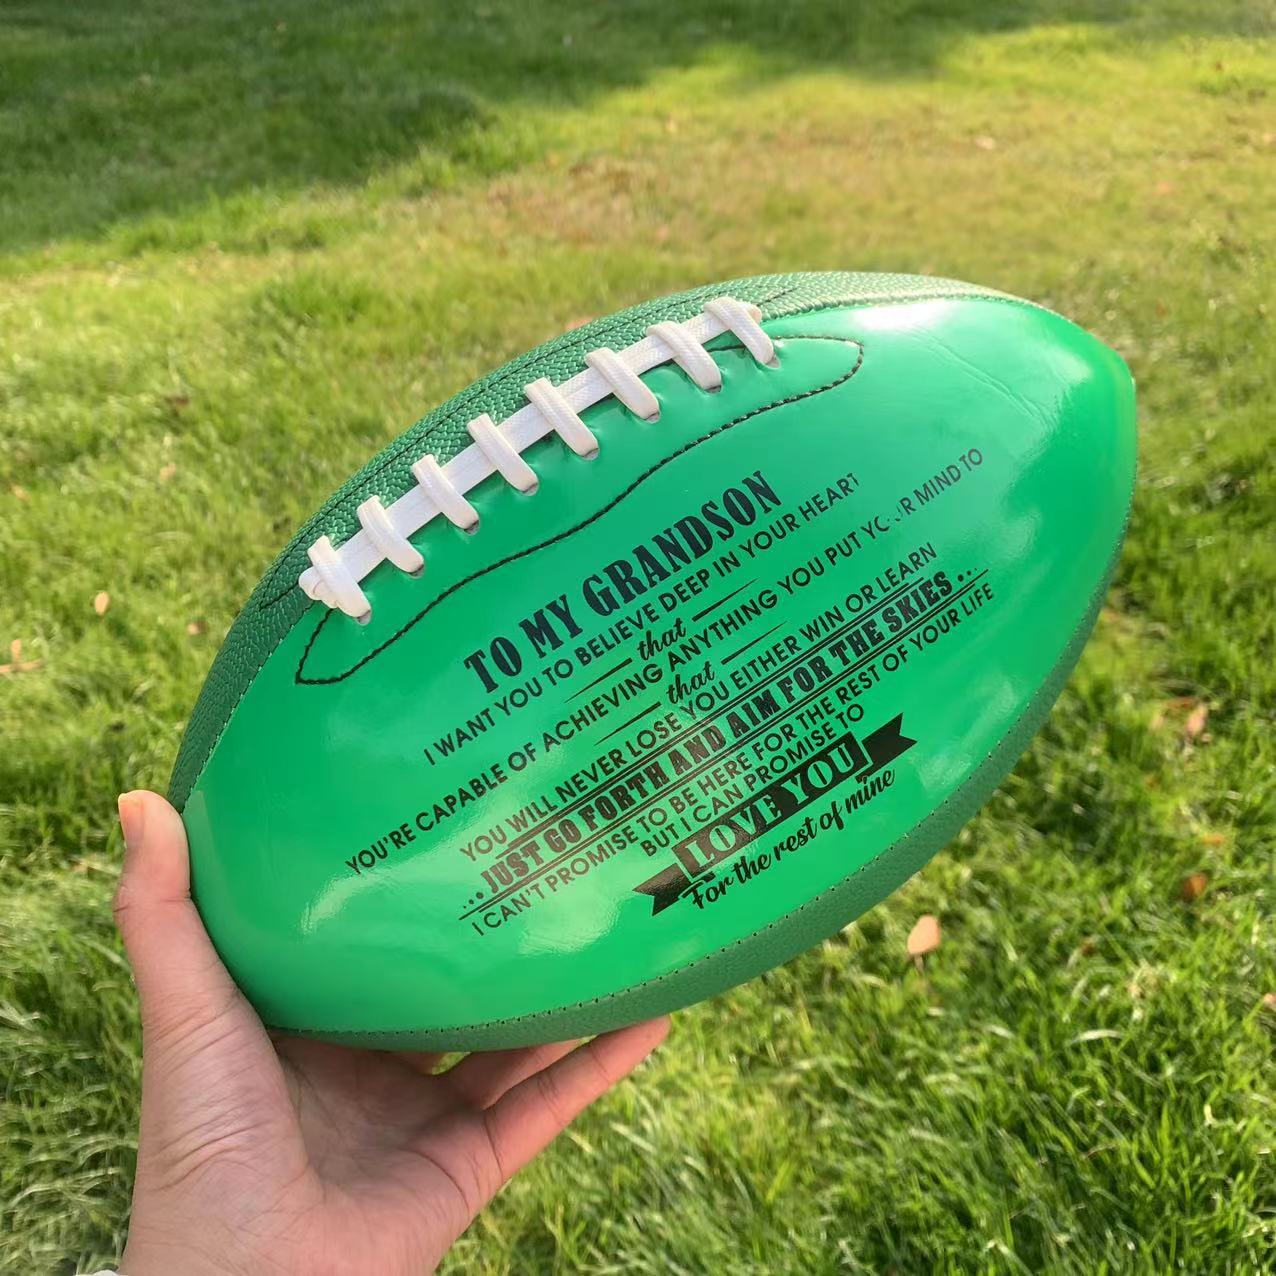 TO MY GRANDSON
I WANT YOU TO BELIEVE DEEP IN YOUR HEART
that
YOU'RE CAPABLE OF ACHIEVING ANYTHING YOU PUT YOUR MIND TO
that
YOU WILL NEVER LOSE YOU EITHER WIN OR LEARN
... JUST GO FORTH AND AIM FOR THE SKIES ...
I CAN'T PROMISE TO BE HERE FOR THE REST OF YOUR LIFE
BUT I CAN PROMISE TO
LOVE YOU
For the rest of mine